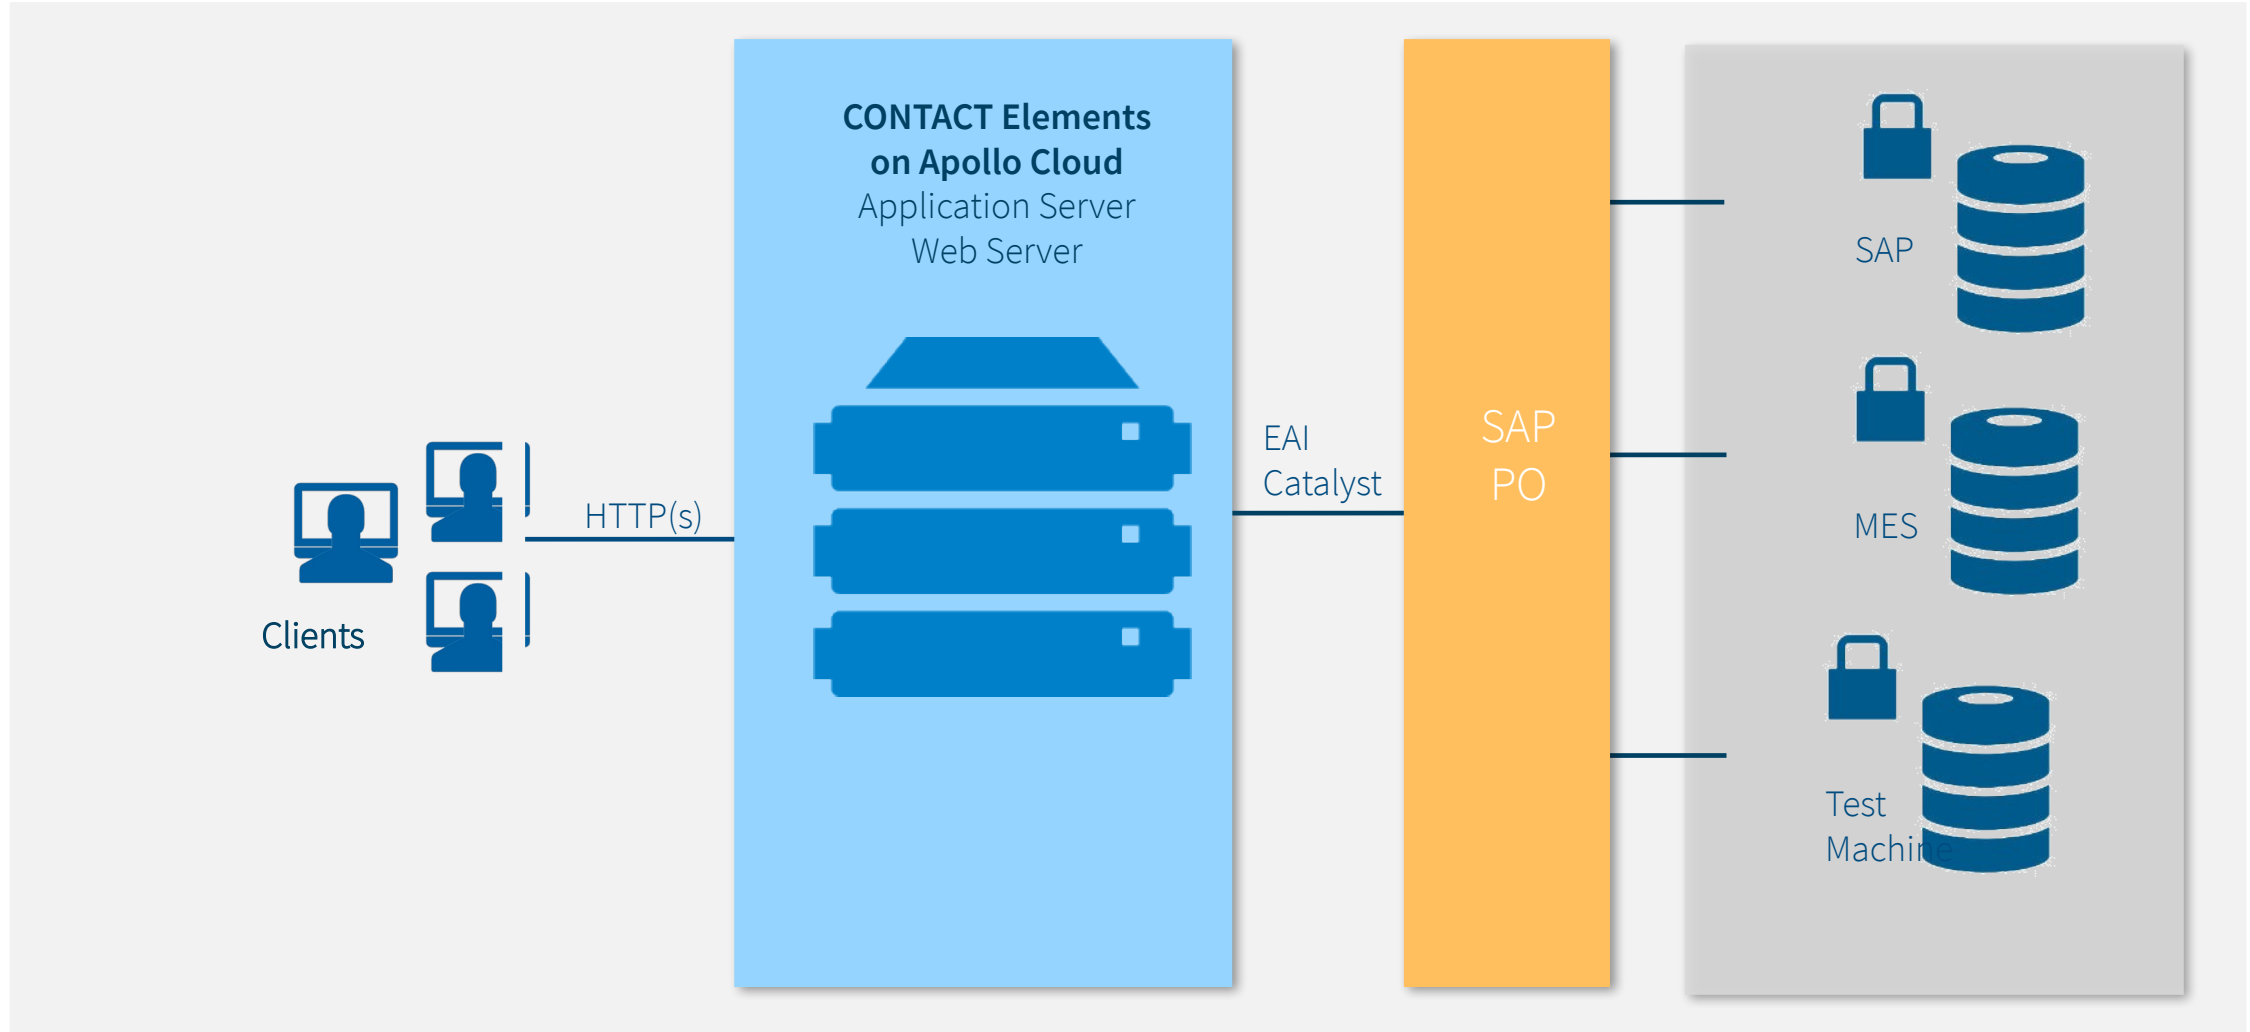 CONTACT Elements
on Apollo Cloud
Application Server
Web Server
Clients
HTTP(s)
EAI
Catalyst
SAP
PO
SAP
MES
Test
Machine